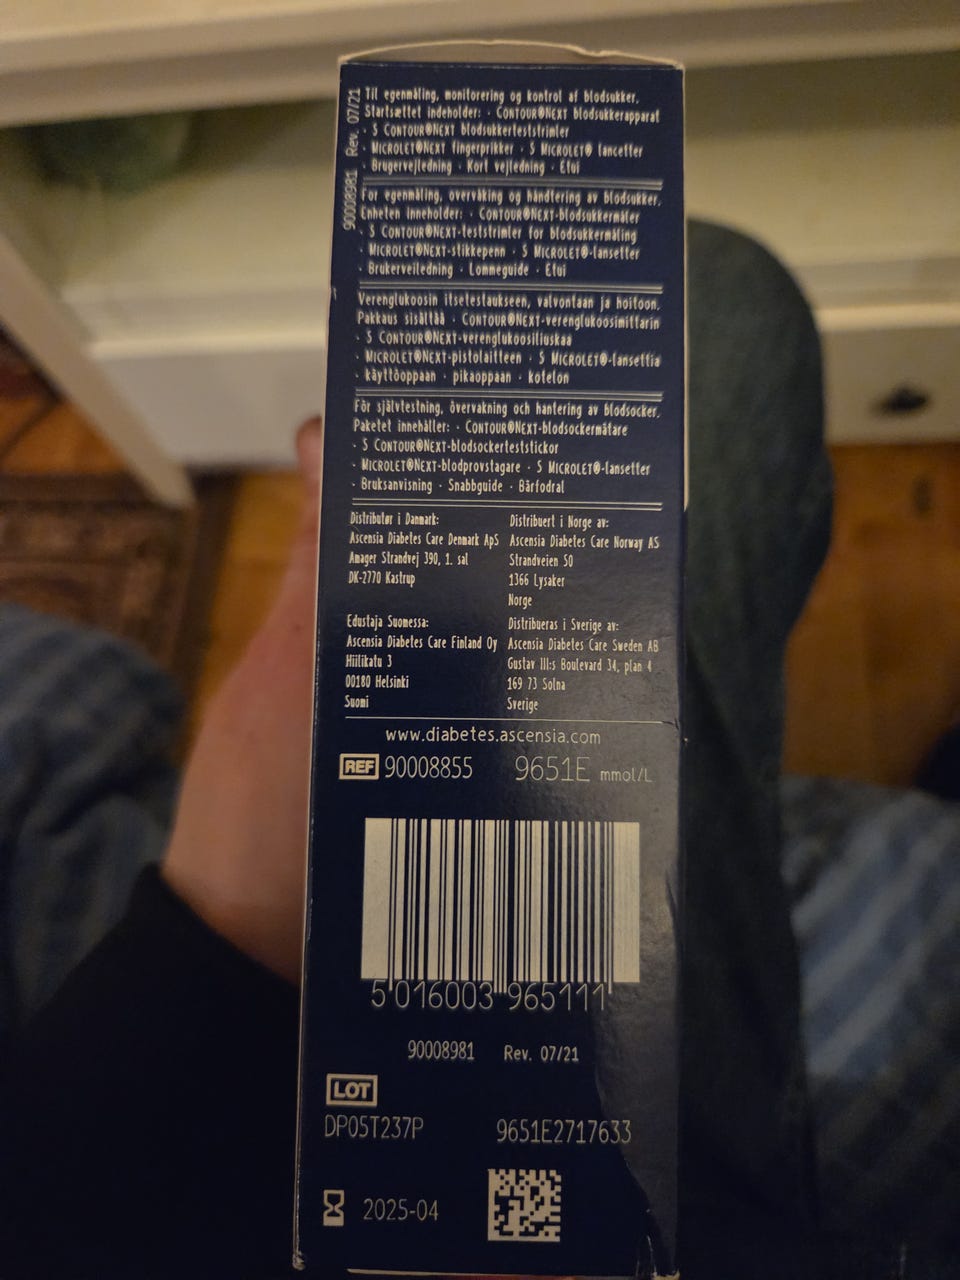 90008981 Rev. 07/21
Til egenmåling, monitorering og kontrol af blodsukker.
Startsættet indeholder: · CONTOUR®NEXT blodsukkerapparat
· 5 CONTOUR®NEXT blodsukkerteststrimler
· MICROLET®NEXT fingerprikker · 5 MICROLET® lancetter
· Brugervejledning · Kort vejledning · Etui
For egenmåling, overvåking og håndtering av blodsukker.
Enheten inneholder: · CONTOUR®NEXT-blodsukkermåler
· 5 CONTOUR®NEXT-teststrimler for blodsukkermåling
· MICROLET®NEXT-stikkepenn · 5 MICROLET®-lansetter
· Brukerveiledning · Lommeguide · Etui
Verenglukoosin itsetestaukseen, valvontaan ja hoitoon.
Pakkaus sisältää · CONTOUR®NEXT-verenglukoosimittarin
· 5 CONTOUR®NEXT-verenglukoosiliuskaa
· MICROLET®NEXT-pistolaitteen · 5 MICROLET®-lansettia
· käyttöoppaan · pikaoppaan · kotelon
För självtestning, övervakning och hantering av blodsocker.
Paketet innehåller: · CONTOUR®NEXT-blodsockermätare
· 5 CONTOUR®NEXT-blodsockerteststickor
· MICROLET®NEXT-blodprovstagare · 5 MICROLET®-lansetter
· Bruksanvisning · Snabbguide · Bärfodral
Distributør i Danmark:
Ascensia Diabetes Care Denmark ApS
Amager Strandvej 390, 1. sal
DK-2770 Kastrup
Distribuert i Norge av:
Ascensia Diabetes Care Norway AS
Strandveien 50
1366 Lysaker
Norge
Edustaja Suomessa:
Ascensia Diabetes Care Finland Oy
Hiilikatu 3
00180 Helsinki
Suomi
Distribueras i Sverige av:
Ascensia Diabetes Care Sweden AB
Gustav III:s Boulevard 34, plan 4
169 73 Solna
Sverige
www.diabetes.ascensia.com
REF 90008855 9651E mmol/L
5 016003 965111
90008981 Rev. 07/21
LOT
DP05T237P 9651E2717633
2025-04